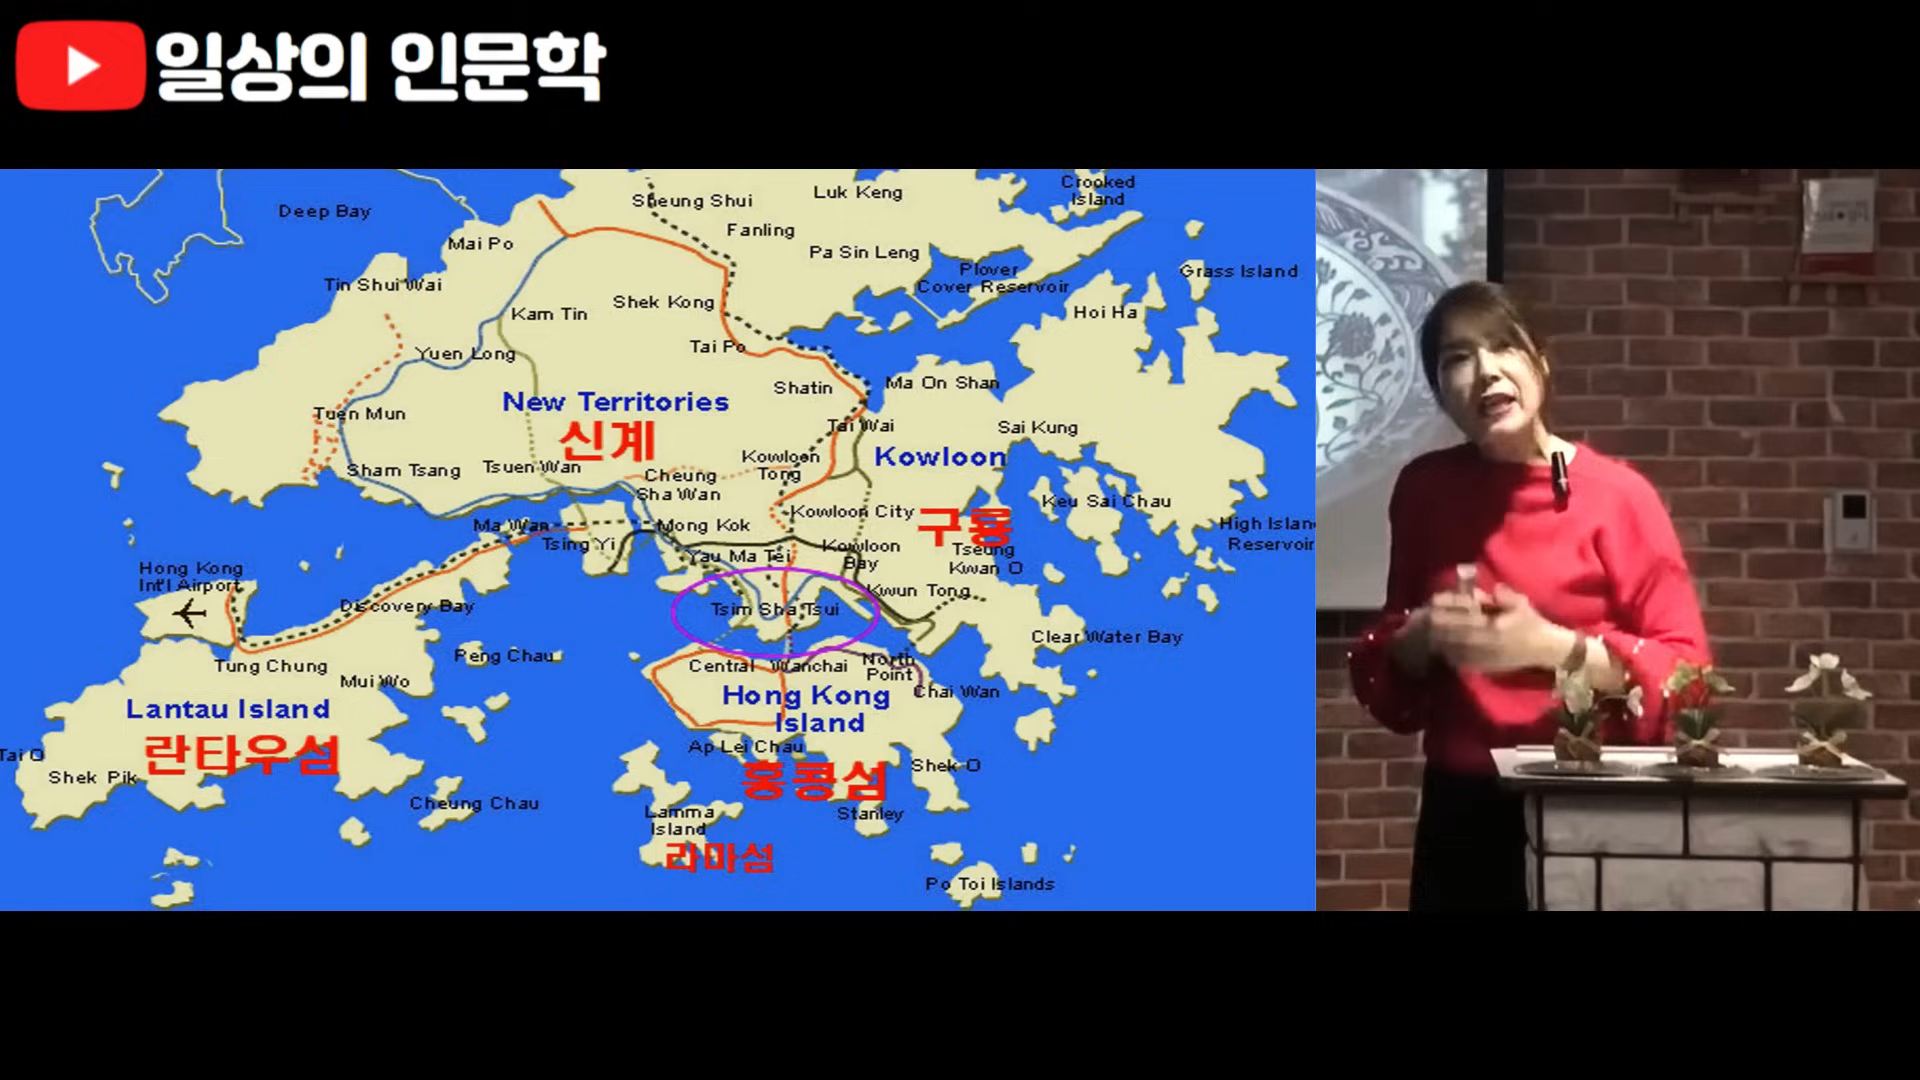 일상의 인문학
Deep Bay
Sheung Shui
Luk Keng
Crooked
Island
Mai Po
Fanling
Pa Sin Leng
Plover
Cover Reservoir
Grass Island
Tin Shui Wai
Kam Tin
Shek Kong
Hoi Ha
Yuen Long
Tai Po
Shatin
Ma On Shan
New Territories
신계
Tuen Mun
Tai Wai
Sai Kung
Kowloon
구룡
Sham Tsang
Tsuen Wan
Cheung
Sha Wan
Kowloon
Tong
Keu Sai Chau
Kowloon City
High Islan
Reservoir
Ma Wan
Mong Kok
Tsing Yi
Yau Ma Tei
Kowloon
Bay
Tseung
Kwan O
Hong Kong
Int'l Airport
Discovery Bay
Tsim Sha Tsui
Kwun Tong
Clear Water Bay
Tung Chung
Peng Chau
Mui Wo
Central
Wanchai
North
Point
Chai Wan
Lantau Island
란타우섬
Hong Kong
Island
Tai O
Shek Pik
Ap Lei Chau
홍콩섬
Shek O
Cheung Chau
Lamma
Island
라마섬
Stanley
Po Toi Islands